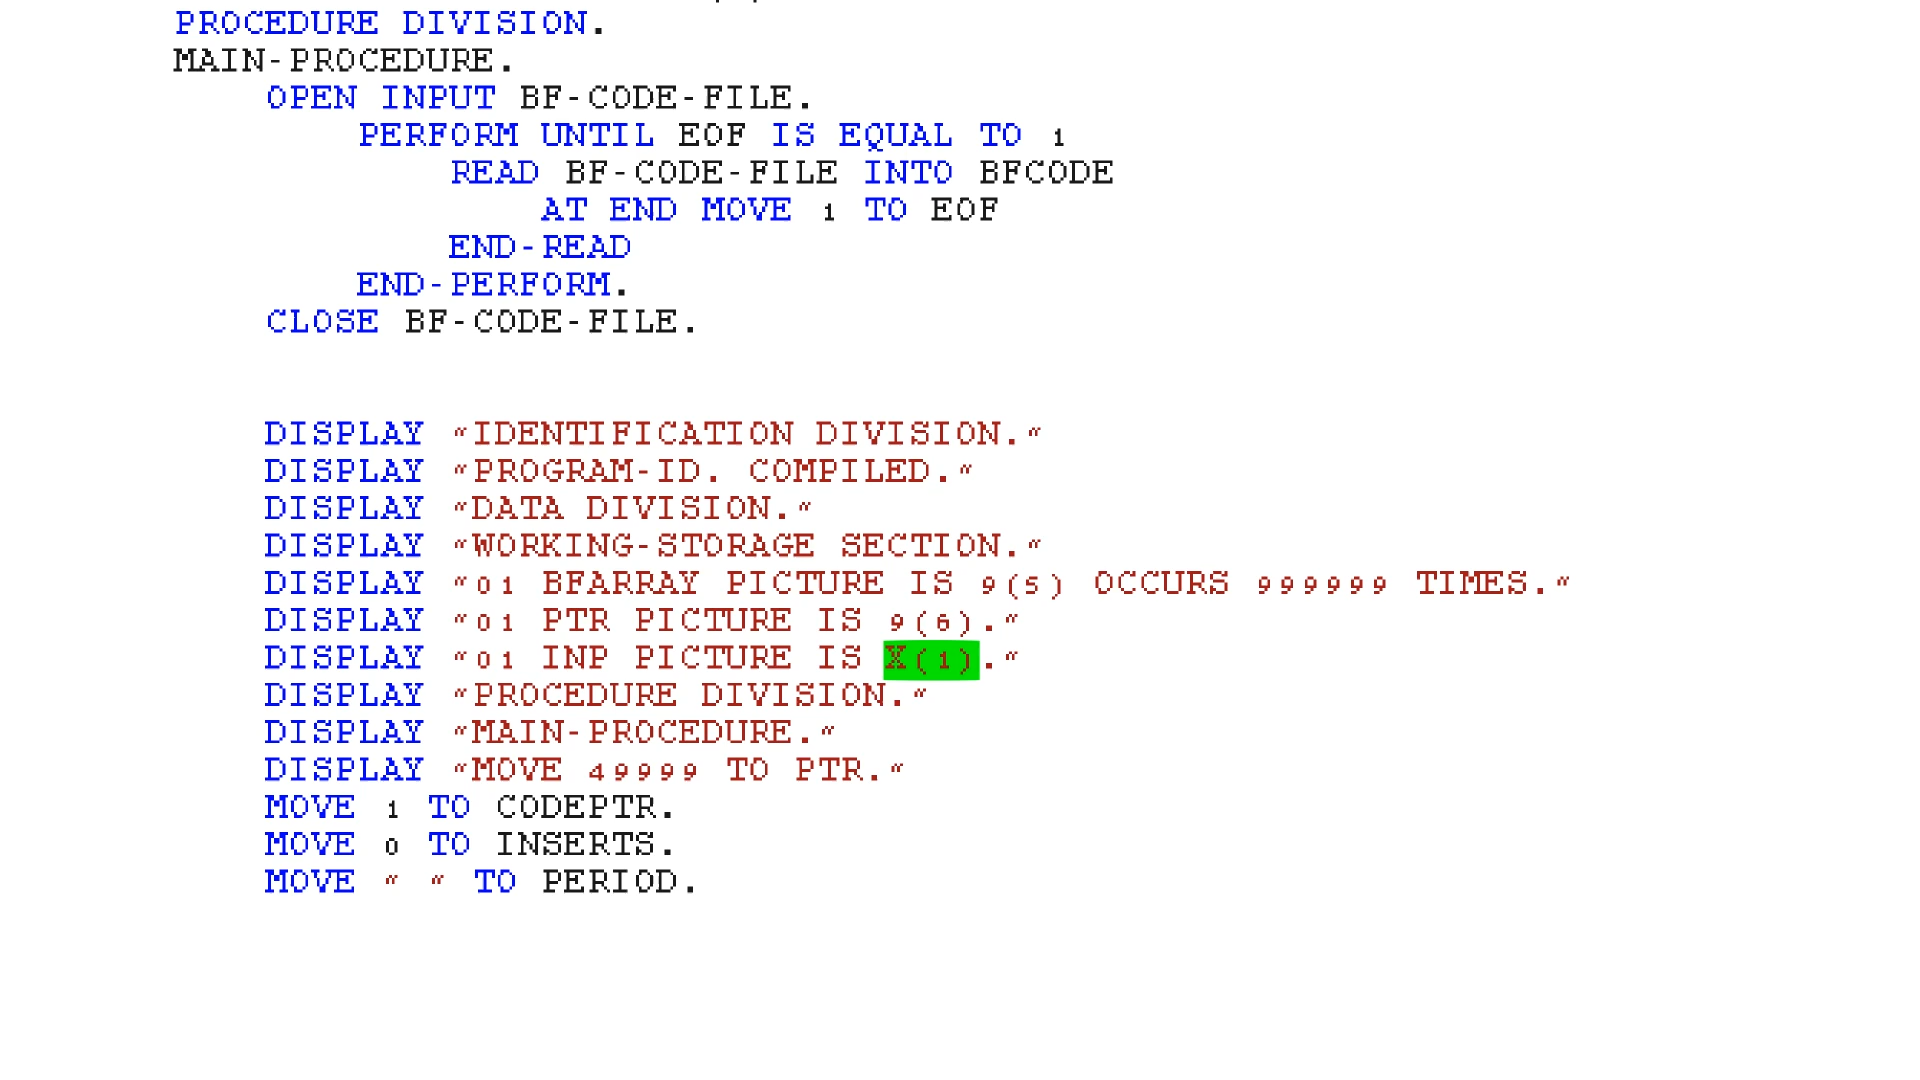 PROCEDURE DIVISION.
MAIN-PROCEDURE.
OPEN INPUT BF-CODE-FILE.
PERFORM UNTIL EOF IS EQUAL TO 1
READ BF-CODE-FILE INTO BFCODE
AT END MOVE 1 TO EOF
END-READ
END-PERFORM.
CLOSE BF-CODE-FILE.
DISPLAY "IDENTIFICATION DIVISION."
DISPLAY "PROGRAM-ID. COMPILED."
DISPLAY "DATA DIVISION."
DISPLAY "WORKING-STORAGE SECTION."
DISPLAY "01 BFARRAY PICTURE IS 9(5) OCCURS 999999 TIMES."
DISPLAY "01 PTR PICTURE IS 9(6)."
DISPLAY "01 INP PICTURE IS X(1)."
DISPLAY "PROCEDURE DIVISION."
DISPLAY "MAIN-PROCEDURE."
DISPLAY "MOVE 49999 TO PTR."
MOVE 1 TO CODEPTR.
MOVE 0 TO INSERTS.
MOVE " " TO PERIOD.